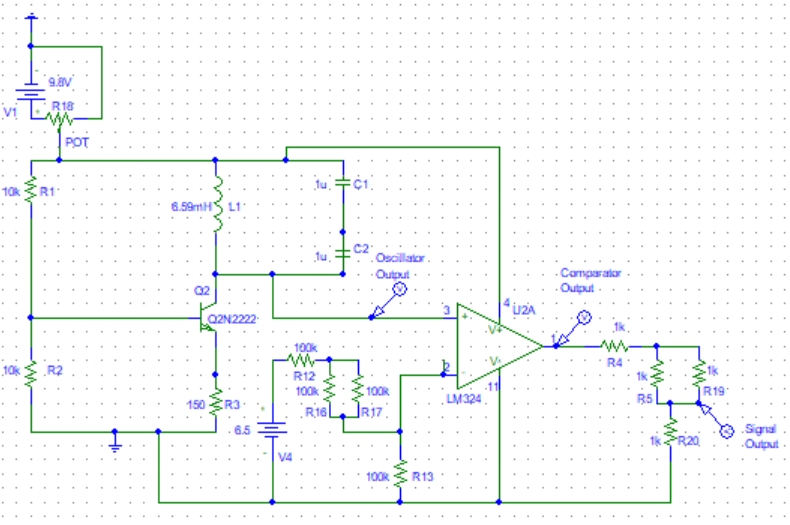 9.8V
V1
R18
POT
10k
R1
6.59mH
L1
1u
C1
1u
C2
Oscillator
Output
Comparator
Output
Q2
Q2N2222
3
4
U2A
V+
1
1k
R4
10k
R2
100k
R12
2
V-
11
LM324
1k
1k
R5
R19
150
R3
100k
100k
R16
R17
6.5
V4
Signal
Output
1k
R20
100k
R13